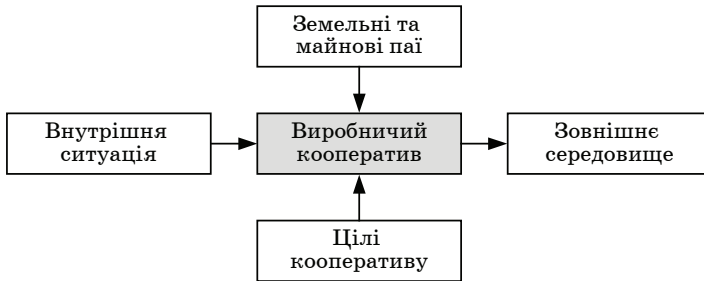 Земельні та
майнові паї
Внутрішня
ситуація
Виробничий
кооператив
Зовнішнє
середовище
Цілі
кооперативу